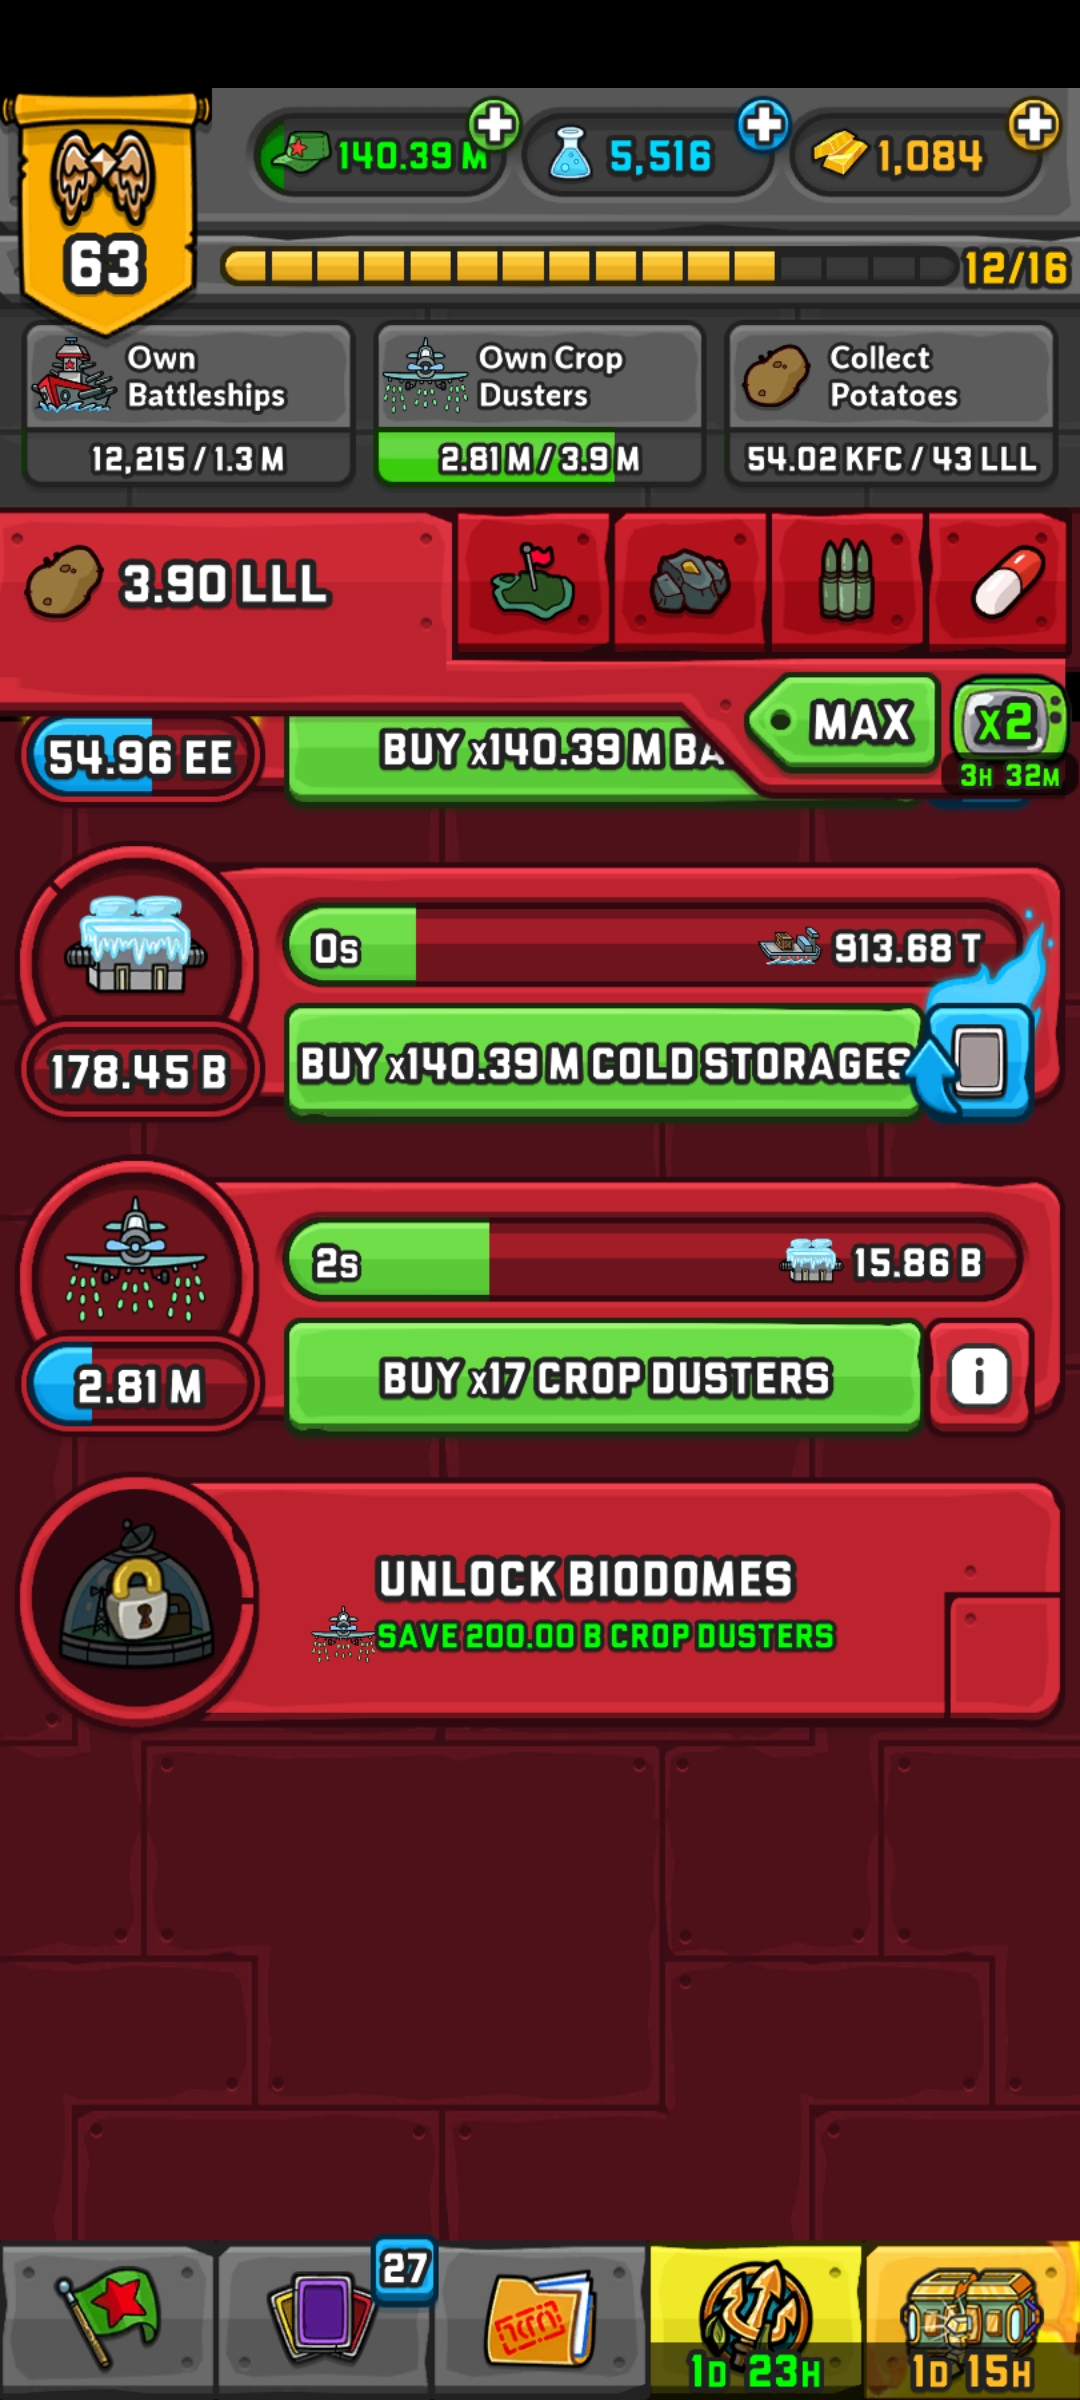 140.39 M
5,516
1,084
63
12/16
Own
Battleships
12,215 / 1.3 M
Own Crop
Dusters
2.81 M / 3.9 M
Collect
Potatoes
54.02 KFC / 43 LLL
3.90 LLL
MAX
x2
3H 32M
54.96 EE
BUY x140.39 M BA
0s
913.68 T
178.45 B
BUY x140.39 M COLD STORAGES
2s
15.86 B
2.81 M
BUY x17 CROP DUSTERS
i
UNLOCK BIODOMES
SAVE 200.00 B CROP DUSTERS
27
1D 23H
1D 15H